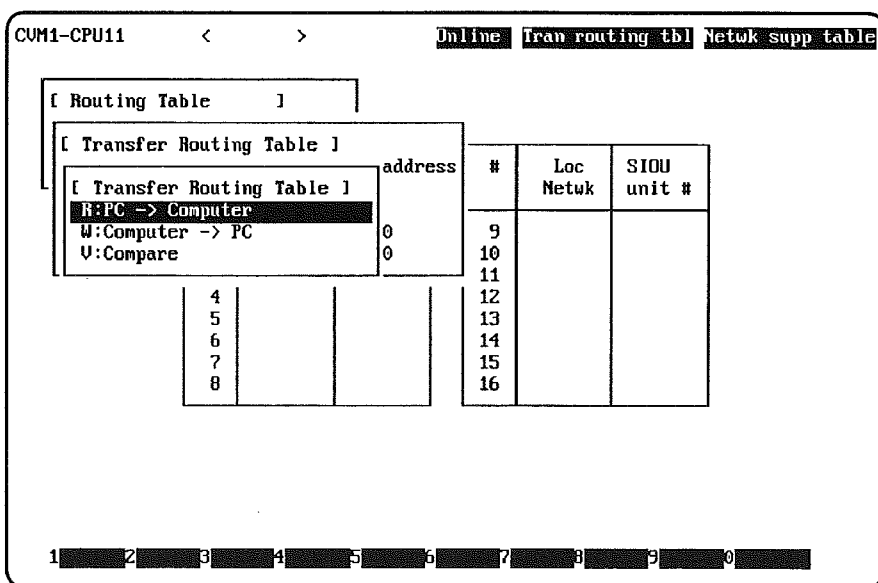 CVM1-CPU11 < > Online Tran routing tbl Netwk supp table
[ Routing Table ]
[ Transfer Routing Table ]
address # Loc SIOU
[ Transfer Routing Table ] Netwk unit #
R:PC -> Computer
W:Computer -> PC 0 9
V:Compare 0 10
11
4 12
5 13
6 14
7 15
8 16
1 2 3 4 5 6 7 8 9 0